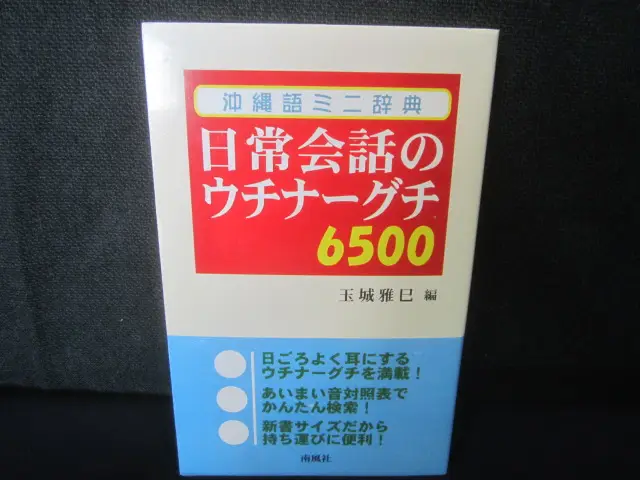 沖縄語ミニ辞典
日常会話の
ウチナーグチ
6500
玉城雅巳 編
日ごろよく耳にする
ウチナーグチを満載！
あいまい音対照表で
かんたん検索！
新書サイズだから
持ち運びに便利！
南風社